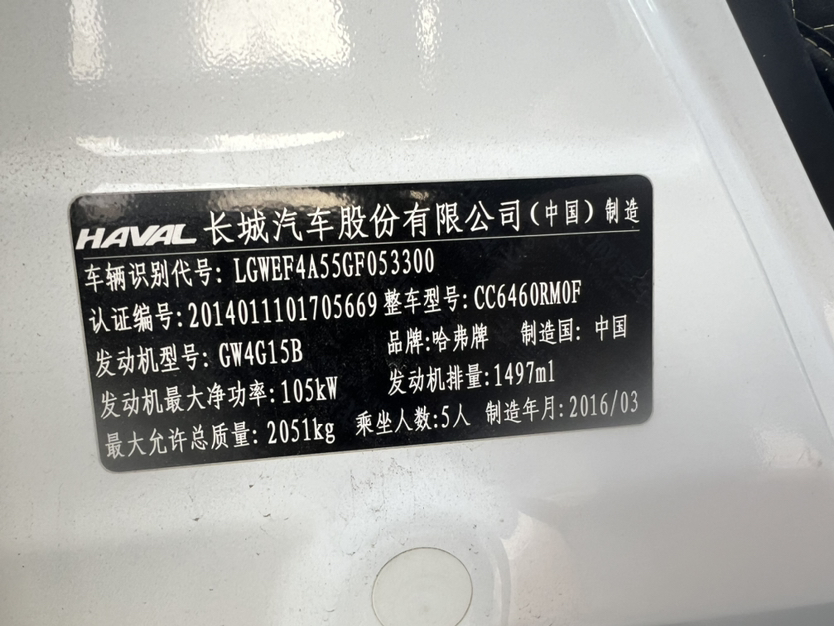 HAVAL 长城汽车股份有限公司(中国)制造
车辆识别代号: LGWEF4A55GF053300
认证编号:2014011101705669 整车型号:CC6460RM0F
发动机型号: GW4G15B 品牌:哈弗牌 制造国: 中国
发动机最大净功率:105kW 发动机排量:1497ml
最大允许总质量: 2051kg 乘坐人数:5人 制造年月:2016/03